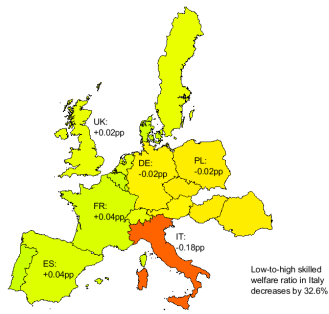 UK:
+0.02pp
DE:
-0.02pp
PL:
-0.02pp
FR:
+0.04pp
IT:
-0.18pp
ES:
+0.04pp
Low-to-high skilled
welfare ratio in Italy
decreases by 32.6%